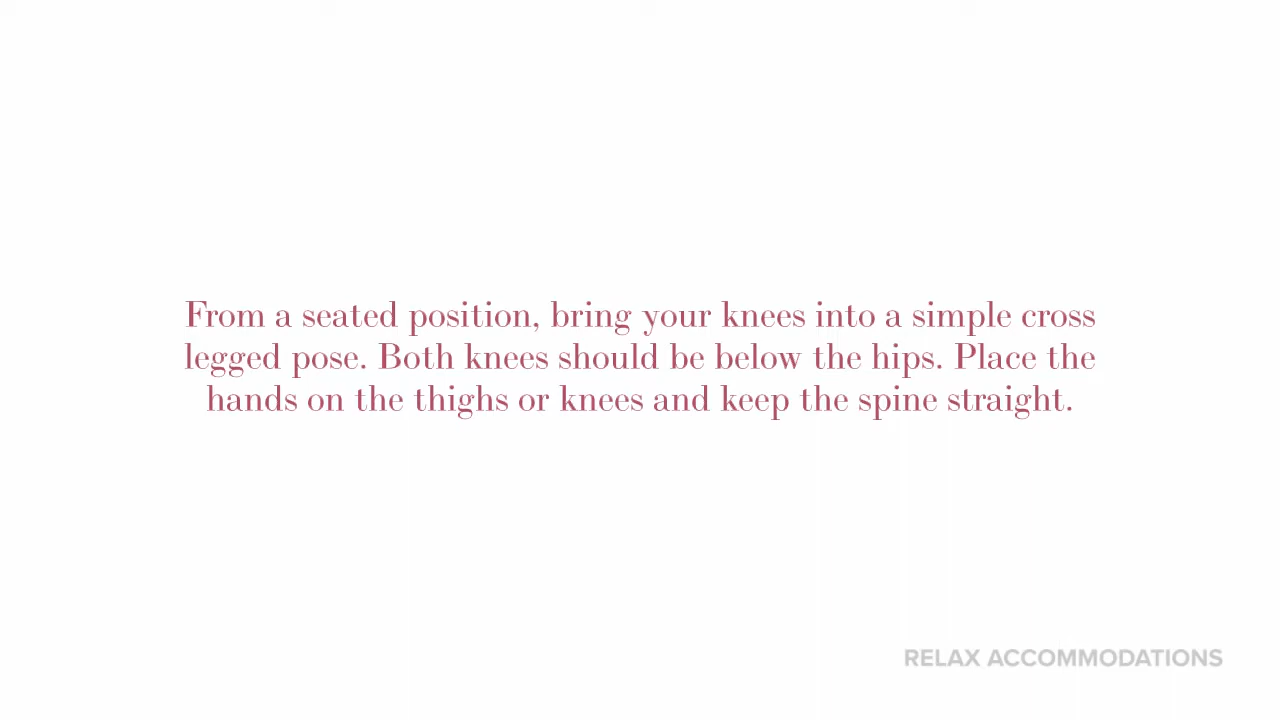 From a seated position, bring your knees into a simple cross
legged pose. Both knees should be below the hips. Place the
hands on the thighs or knees and keep the spine straight.
RELAX ACCOMMODATIONS